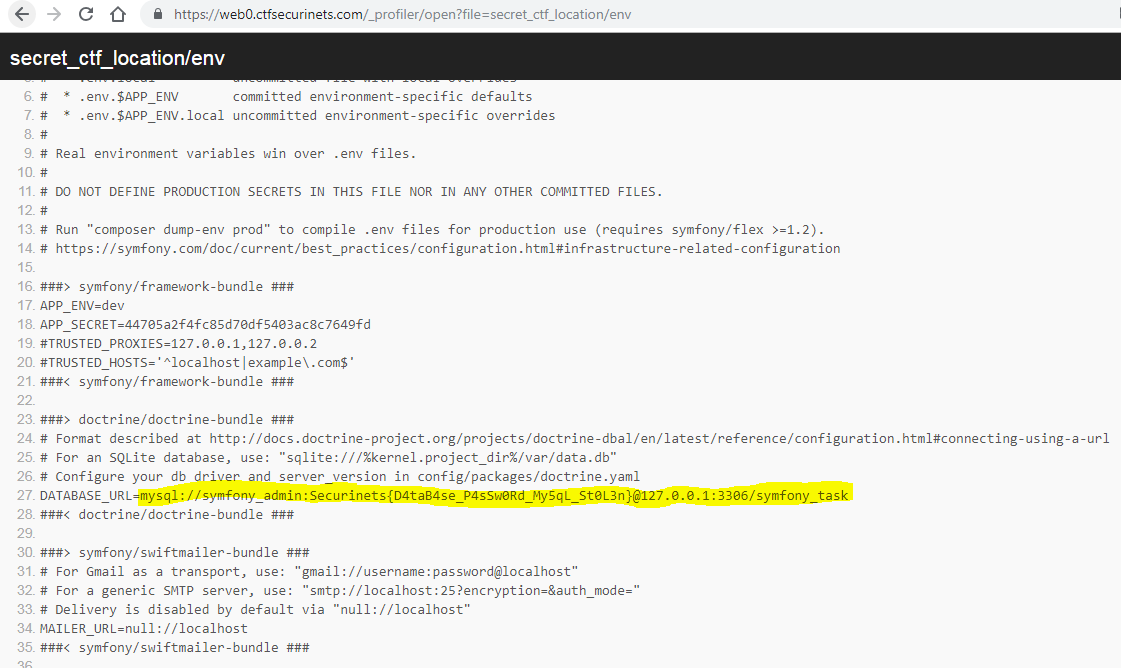 https://web0.ctfsecurinets.com/_profiler/open?file=secret_ctf_location/env
secret_ctf_location/env
6. #  * .env.$APP_ENV       committed environment-specific defaults
7. #  * .env.$APP_ENV.local uncommitted environment-specific overrides
8. #
9. # Real environment variables win over .env files.
10. #
11. # DO NOT DEFINE PRODUCTION SECRETS IN THIS FILE NOR IN ANY OTHER COMMITTED FILES.
12. #
13. # Run "composer dump-env prod" to compile .env files for production use (requires symfony/flex >=1.2).
14. # https://symfony.com/doc/current/best_practices/configuration.html#infrastructure-related-configuration
15.
16. ###> symfony/framework-bundle ###
17. APP_ENV=dev
18. APP_SECRET=44705a2f4fc85d70df5403ac8c7649fd
19. #TRUSTED_PROXIES=127.0.0.1,127.0.0.2
20. #TRUSTED_HOSTS='^localhost|example\.com$'
21. ###< symfony/framework-bundle ###
22.
23. ###> doctrine/doctrine-bundle ###
24. # Format described at http://docs.doctrine-project.org/projects/doctrine-dbal/en/latest/reference/configuration.html#connecting-using-a-url
25. # For an SQLite database, use: "sqlite:///%kernel.project_dir%/var/data.db"
26. # Configure your db driver and server_version in config/packages/doctrine.yaml
27. DATABASE_URL=mysql://symfony_admin:Securinets{D4taB4se_P4sSw0Rd_My5qL_St0L3n}@127.0.0.1:3306/symfony_task
28. ###< doctrine/doctrine-bundle ###
29.
30. ###> symfony/swiftmailer-bundle ###
31. # For Gmail as a transport, use: "gmail://username:password@localhost"
32. # For a generic SMTP server, use: "smtp://localhost:25?encryption=&auth_mode="
33. # Delivery is disabled by default via "null://localhost"
34. MAILER_URL=null://localhost
35. ###< symfony/swiftmailer-bundle ###